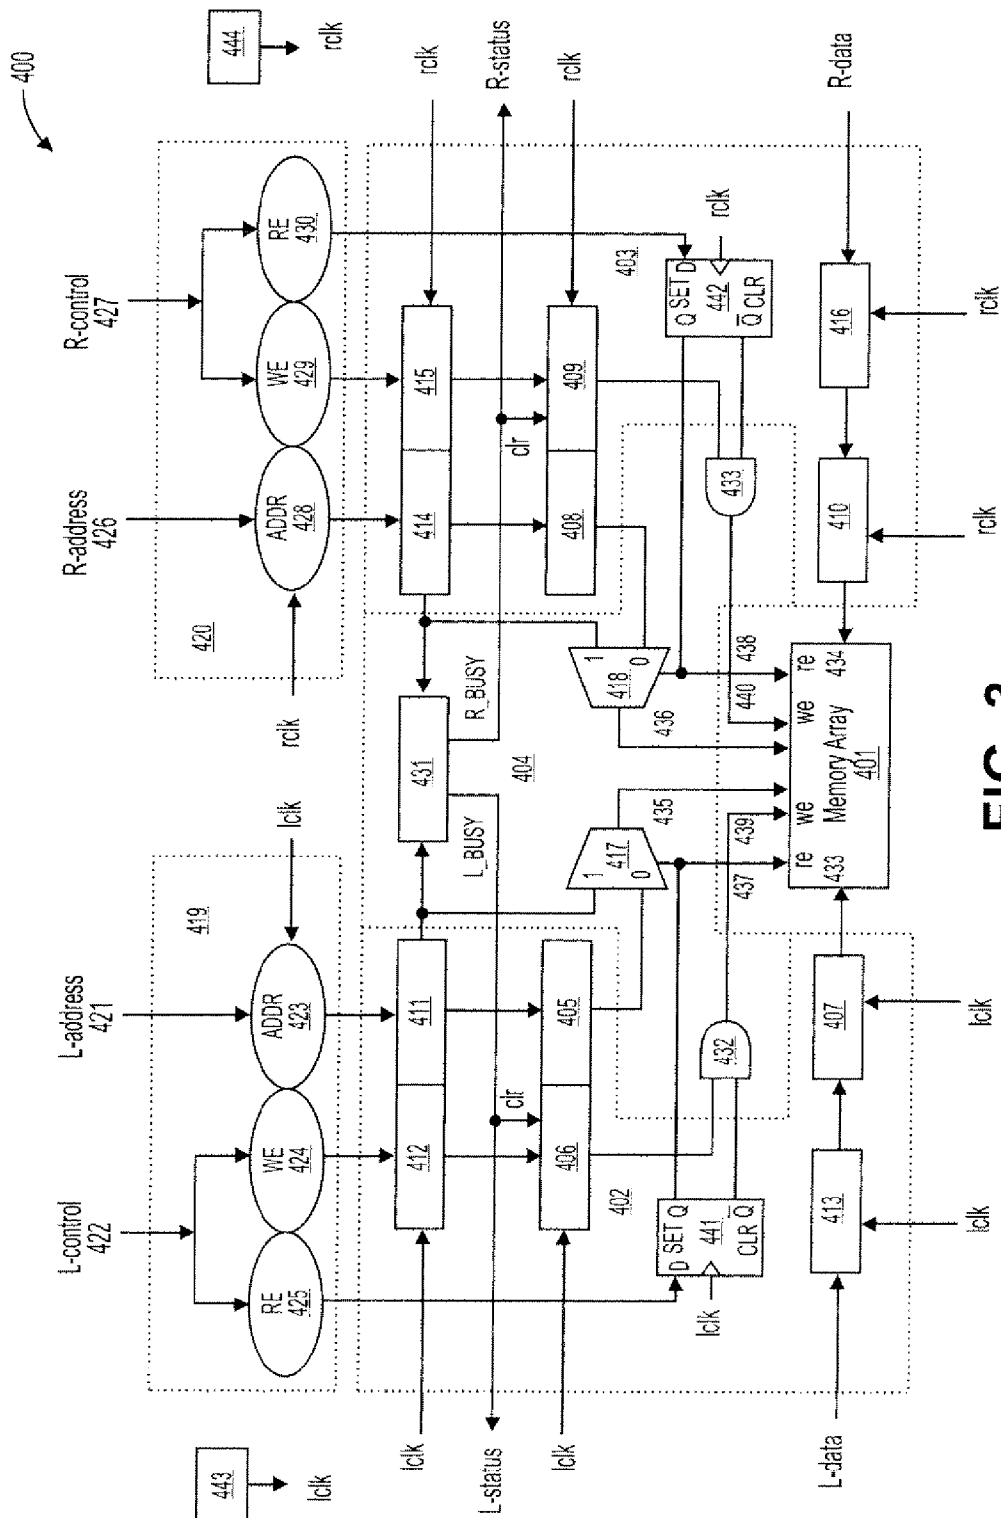 400
L-control
422
L-address
421
R-address
426
R-control
427
443
lclk
444
rclk
419
420
RE
425
WE
424
ADDR
423
lclk
rclk
ADDR
428
WE
429
RE
430
lclk
412
411
431
414
415
rclk
L_BUSY
R_BUSY
L-status
R-status
clr
clr
404
lclk
406
405
408
409
rclk
402
403
1
0
417
1
0
418
D
SET
Q
441
CLR
Q
lclk
Q
SET
D
442
Q
CLR
rclk
432
433
435
436
437
439
440
438
L-data
413
407
re
we
we
re
433
Memory Array
401
434
410
416
R-data
lclk
lclk
rclk
rclk
FIG.